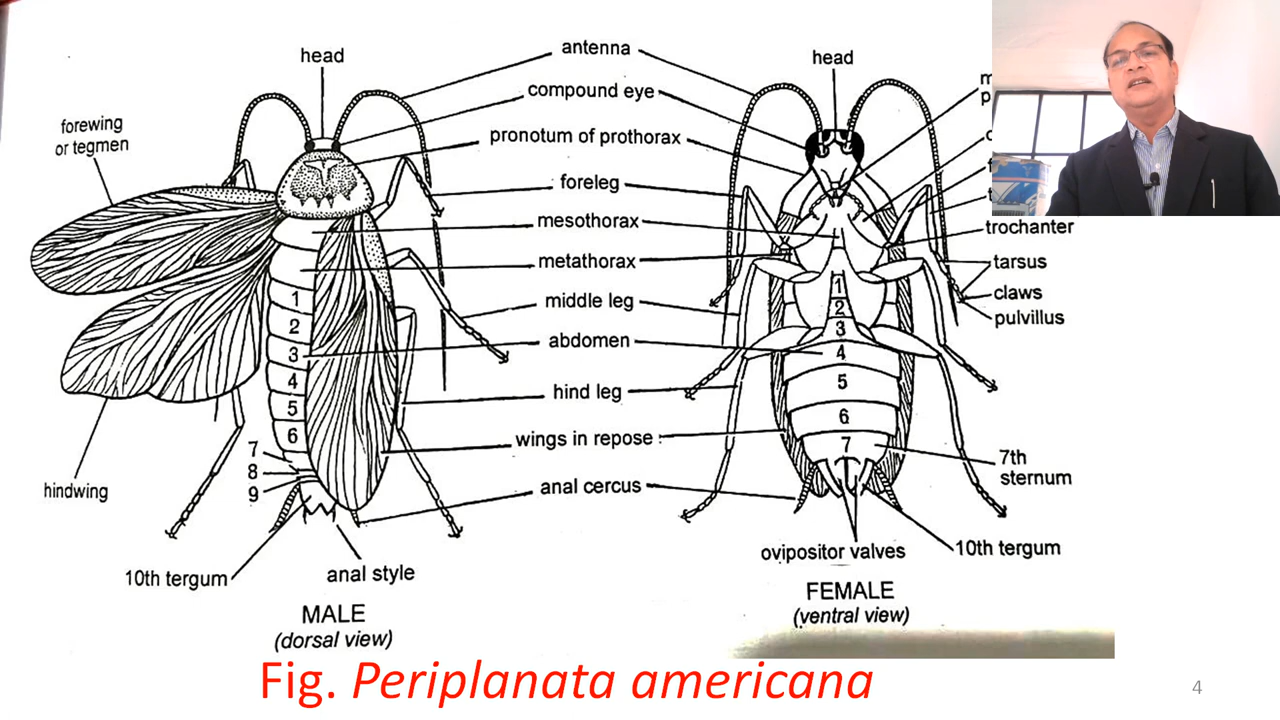 head
antenna
head
compound eye
forewing
or tegmen
pronotum of prothorax
foreleg
mesothorax
trochanter
metathorax
tarsus
1
middle leg
1
claws
2
2
pulvillus
3
abdomen
3
4
4
5
hind leg
5
6
wings in repose
6
7
7
7th
sternum
8
9
hindwing
anal cercus
ovipositor valves
10th tergum
10th tergum
anal style
MALE
(dorsal view)
FEMALE
(ventral view)
Fig. Periplanata americana
4